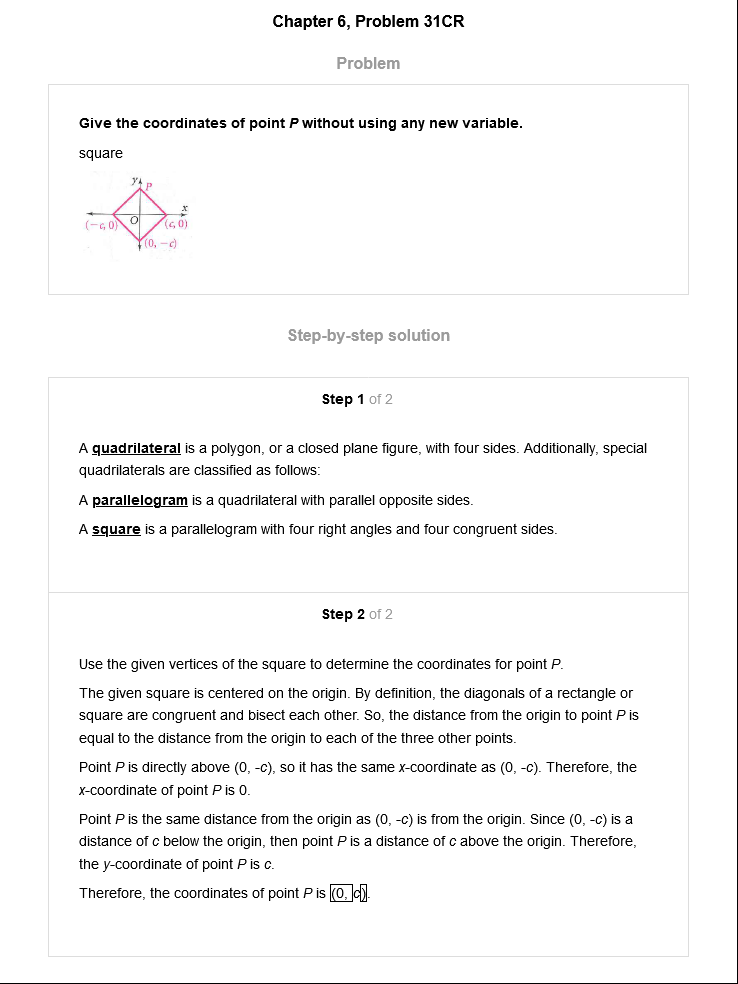 Chapter 6, Problem 31CR
Problem
Give the coordinates of point P without using any new variable.
square
y
P
x
O
(−c, 0)
(c, 0)
(0, −c)
Step-by-step solution
Step 1 of 2
A quadrilateral is a polygon, or a closed plane figure, with four sides. Additionally, special
quadrilaterals are classified as follows:
A parallelogram is a quadrilateral with parallel opposite sides.
A square is a parallelogram with four right angles and four congruent sides.
Step 2 of 2
Use the given vertices of the square to determine the coordinates for point P.
The given square is centered on the origin. By definition, the diagonals of a rectangle or
square are congruent and bisect each other. So, the distance from the origin to point P is
equal to the distance from the origin to each of the three other points.
Point P is directly above (0, -c), so it has the same x-coordinate as (0, -c). Therefore, the
x-coordinate of point P is 0.
Point P is the same distance from the origin as (0, -c) is from the origin. Since (0, -c) is a
distance of c below the origin, then point P is a distance of c above the origin. Therefore,
the y-coordinate of point P is c.
Therefore, the coordinates of point P is (0, c).